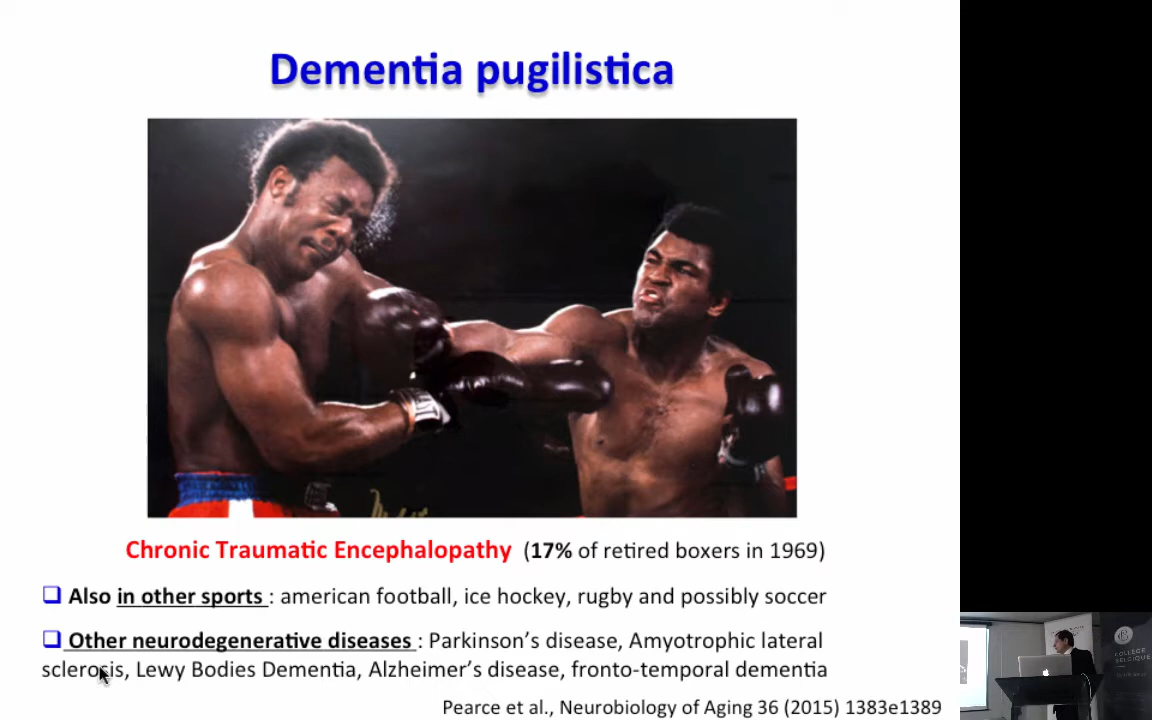 Dementia pugilistica
Chronic Traumatic Encephalopathy (17% of retired boxers in 1969)
❑ Also in other sports : american football, ice hockey, rugby and possibly soccer
❑ Other neurodegenerative diseases : Parkinson's disease, Amyotrophic lateral
sclerosis, Lewy Bodies Dementia, Alzheimer's disease, fronto-temporal dementia
Pearce et al., Neurobiology of Aging 36 (2015) 1383e1389
COLLÈGE
BELGIQUE